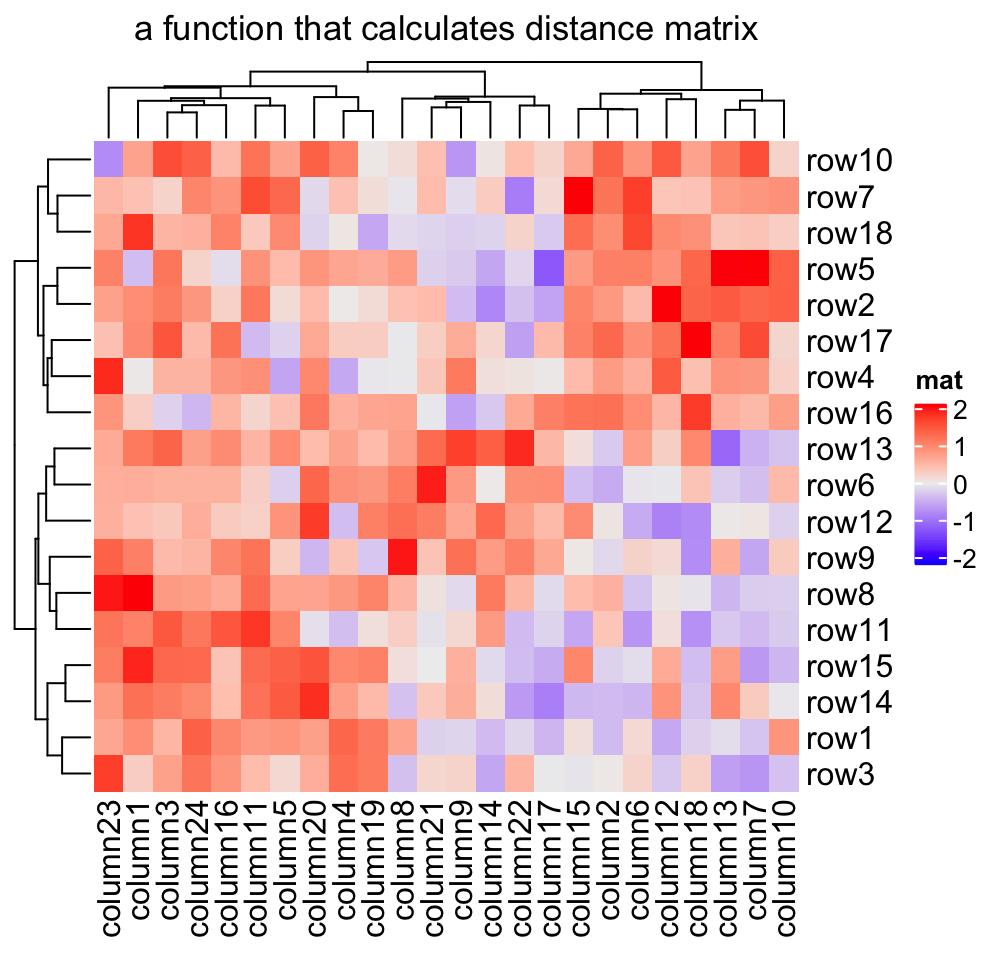 a function that calculates distance matrix
row10
row7
row18
row5
row2
row17
row4
row16
row13
row6
row12
row9
row8
row11
row15
row14
row1
row3
mat
2
1
0
-1
-2
column23
column1
column3
column24
column16
column11
column5
column20
column4
column19
column8
column21
column9
column14
column22
column17
column15
column2
column6
column12
column18
column13
column7
column10